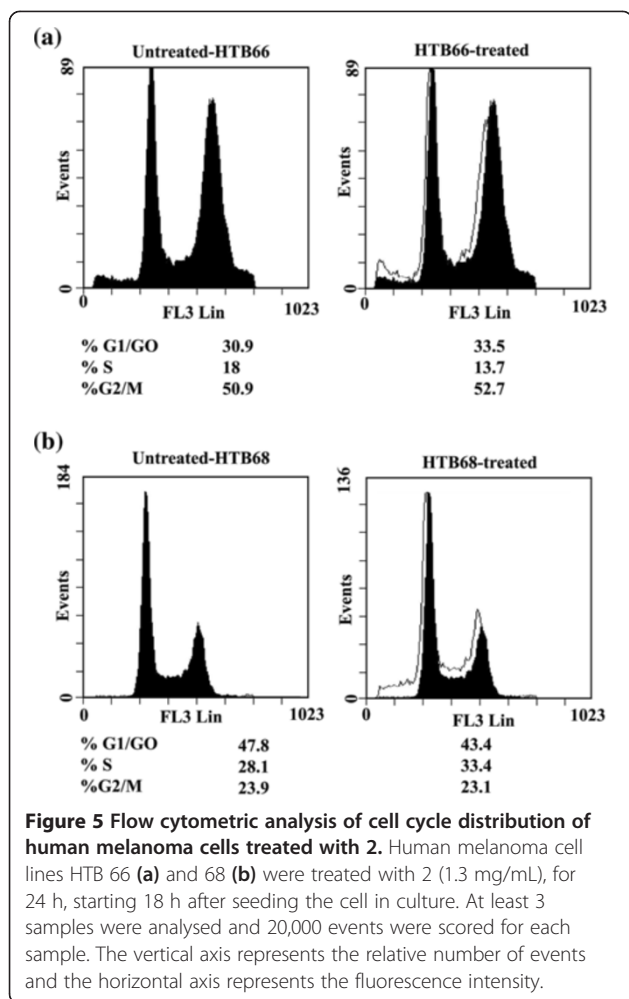 (a)
Untreated-HTB66
HTB66-treated
89
Events
0
0
FL3 Lin
1023
89
Events
0
0
FL3 Lin
1023
% G1/GO 30.9 33.5
% S 18 13.7
%G2/M 50.9 52.7
(b)
Untreated-HTB68
HTB68-treated
184
Events
0
0
FL3 Lin
1023
136
Events
0
0
FL3 Lin
1023
% G1/GO 47.8 43.4
% S 28.1 33.4
%G2/M 23.9 23.1
Figure 5 Flow cytometric analysis of cell cycle distribution of
human melanoma cells treated with 2. Human melanoma cell
lines HTB 66 (a) and 68 (b) were treated with 2 (1.3 mg/mL), for
24 h, starting 18 h after seeding the cell in culture. At least 3
samples were analysed and 20,000 events were scored for each
sample. The vertical axis represents the relative number of events
and the horizontal axis represents the fluorescence intensity.